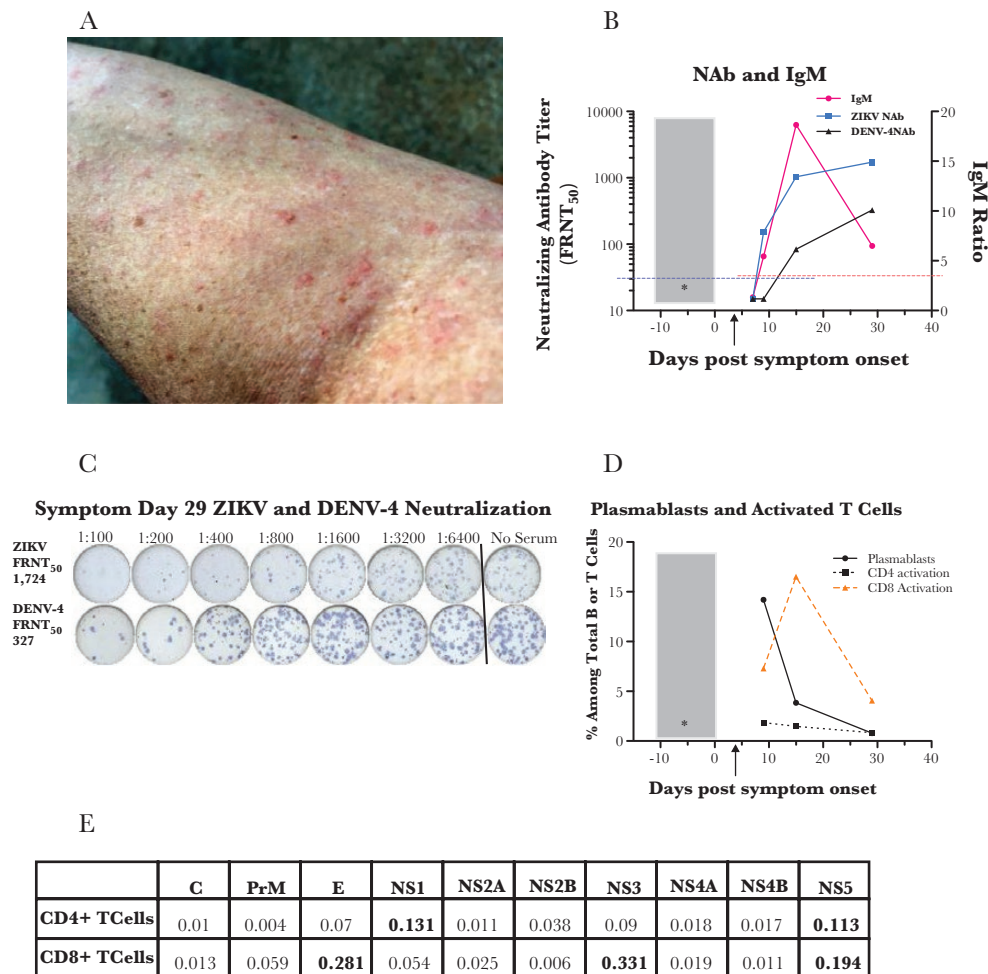 A
B
NAb and IgM
IgM
ZIKV NAb
DENV-4NAb
10000
1000
100
10
20
15
10
5
0
Neutralizing Antibody Titer
(FRNT50)
IgM Ratio
*
-10 0 10 20 30 40
Days post symptom onset
C
Symptom Day 29 ZIKV and DENV-4 Neutralization
1:100 1:200 1:400 1:800 1:1600 1:3200 1:6400 No Serum
ZIKV
FRNT50
1,724
DENV-4
FRNT50
327
D
Plasmablasts and Activated T Cells
Plasmablasts
CD4 activation
CD8 Activation
20
15
10
5
0
% Among Total B or T Cells
*
-10 0 10 20 30 40
Days post symptom onset
E
C PrM E NS1 NS2A NS2B NS3 NS4A NS4B NS5
CD4+ TCells 0.01 0.004 0.07 0.131 0.011 0.038 0.09 0.018 0.017 0.113
CD8+ TCells 0.013 0.059 0.281 0.054 0.025 0.006 0.331 0.019 0.011 0.194